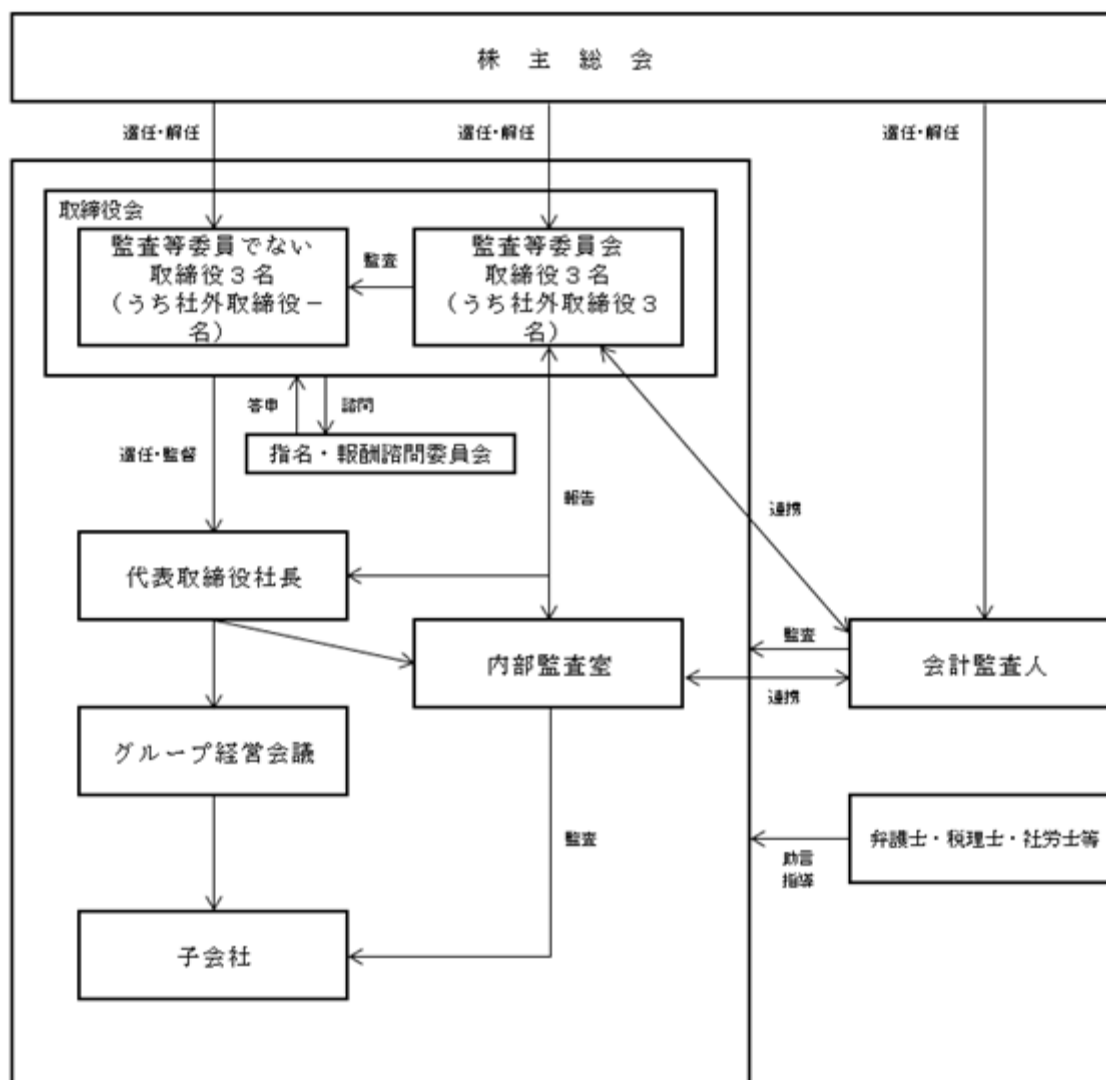 株 主 総 会
選任・解任
選任・解任
選任・解任
取締役会
監査等委員でない
取締役３名
（うち社外取締役－
名）
監査
監査等委員会
取締役３名
（うち社外取締役３
名）
答申
諮問
指名・報酬諮問委員会
選任・監督
報告
連携
代表取締役社長
内部監査室
監査
連携
会計監査人
グループ経営会議
監査
弁護士・税理士・社労士等
助言
指導
子会社